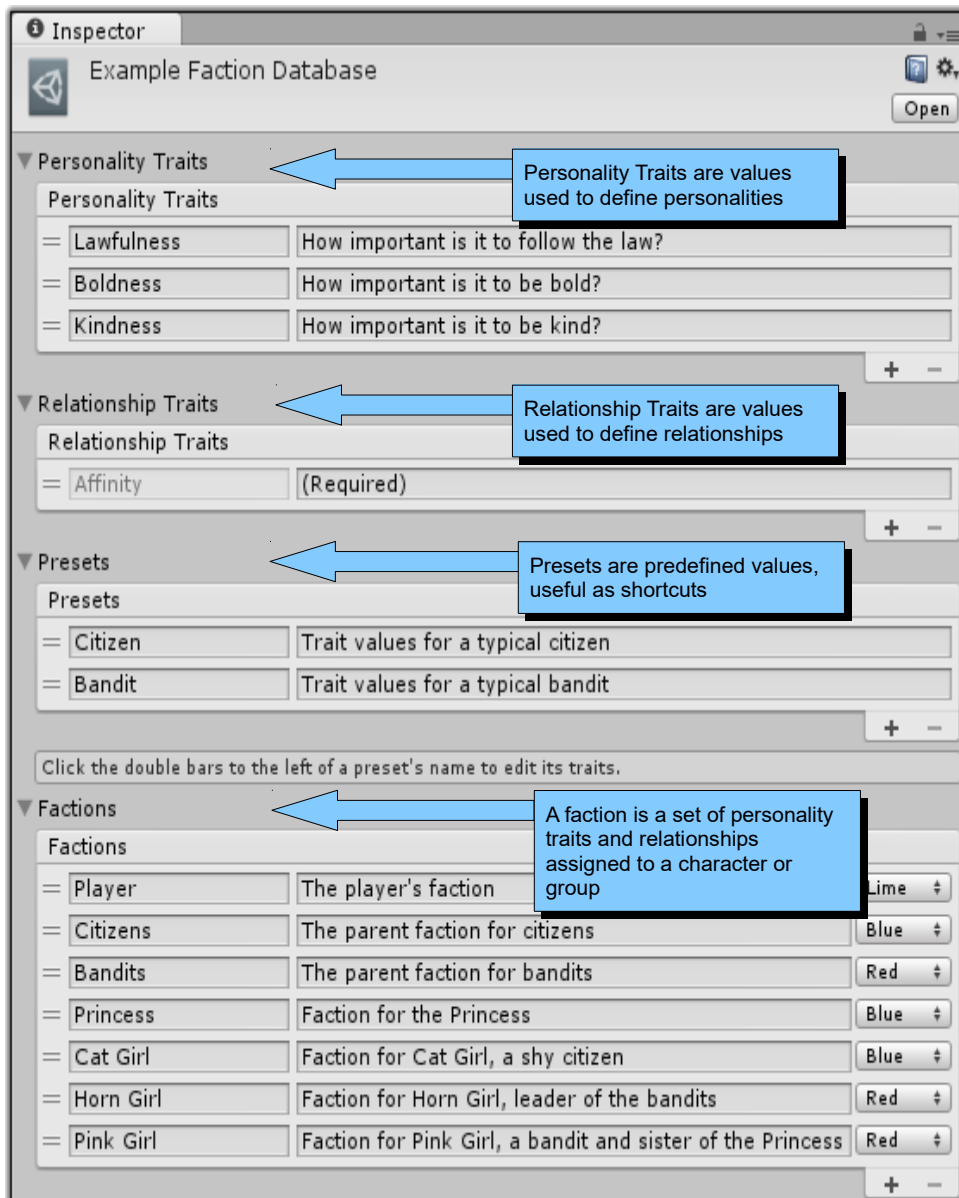 Inspector
Example Faction Database
Open
Personality Traits
Personality Traits are values
used to define personalities
Personality Traits
Lawfulness How important is it to follow the law?
Boldness How important is it to be bold?
Kindness How important is it to be kind?
+ −
Relationship Traits
Relationship Traits are values
used to define relationships
Relationship Traits
Affinity (Required)
+ −
Presets
Presets are predefined values,
useful as shortcuts
Presets
Citizen Trait values for a typical citizen
Bandit Trait values for a typical bandit
+ −
Click the double bars to the left of a preset's name to edit its traits.
Factions
A faction is a set of personality
traits and relationships
assigned to a character or
group
Factions
Player The player's faction Lime
Citizens The parent faction for citizens Blue
Bandits The parent faction for bandits Red
Princess Faction for the Princess Blue
Cat Girl Faction for Cat Girl, a shy citizen Blue
Horn Girl Faction for Horn Girl, leader of the bandits Red
Pink Girl Faction for Pink Girl, a bandit and sister of the Princess Red
+ −